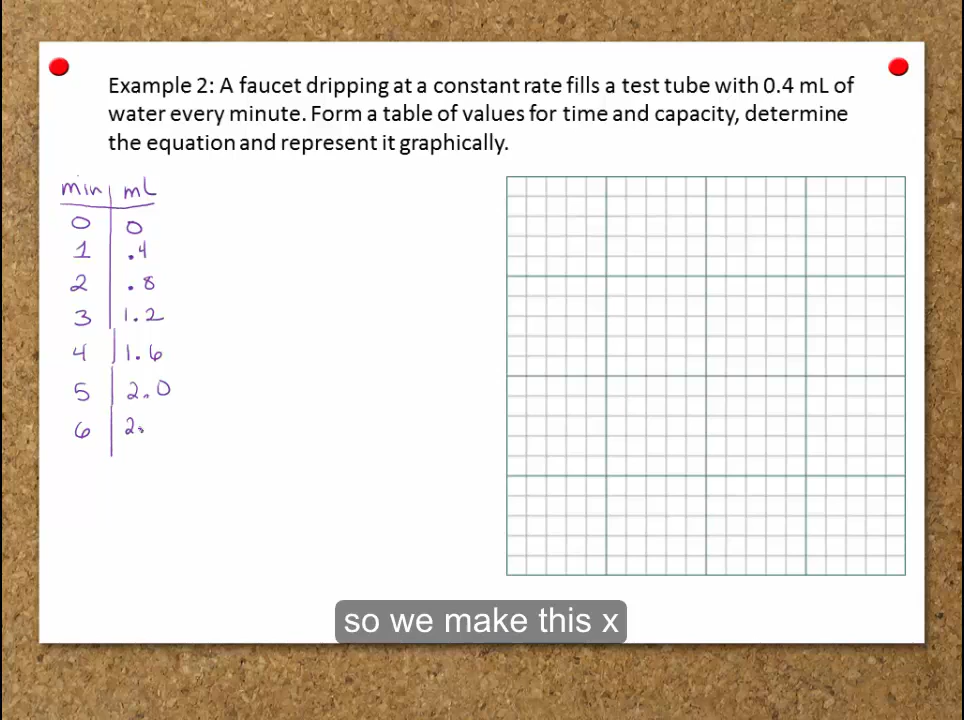 Example 2: A faucet dripping at a constant rate fills a test tube with 0.4 mL of
water every minute. Form a table of values for time and capacity, determine
the equation and represent it graphically.
min mL
0 0
1 .4
2 .8
3 1.2
4 1.6
5 2.0
6 2.
so we make this x